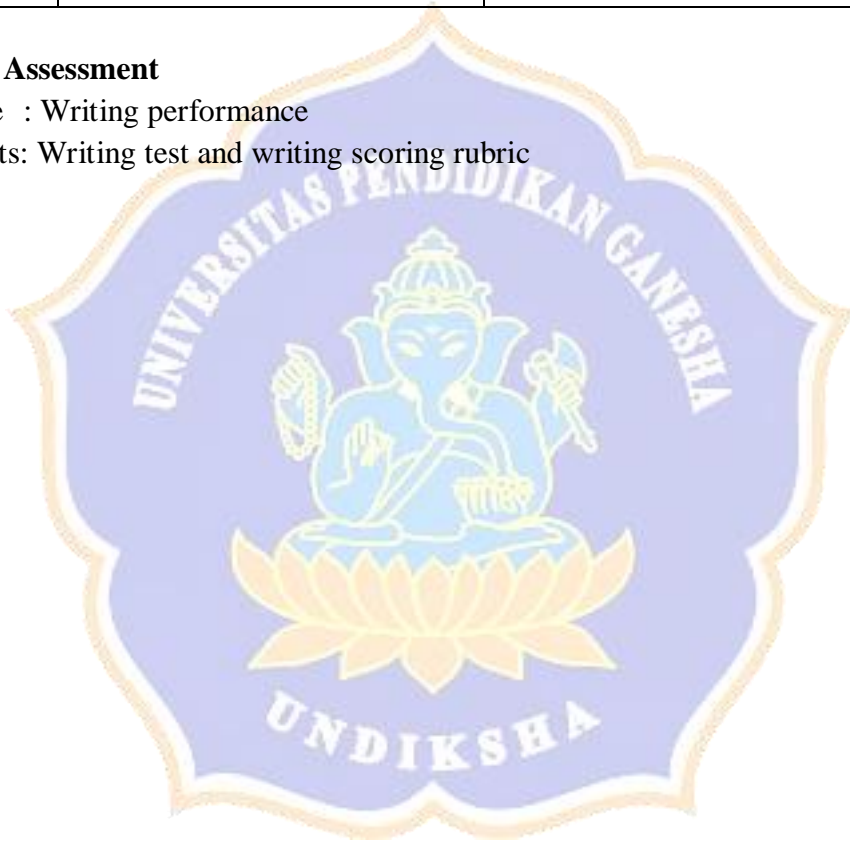 Assessment
: Writing performance
ts: Writing test and writing scoring rubric
UNIVERSITAS PENDIDIKAN GANESHA
UNDIKSHA